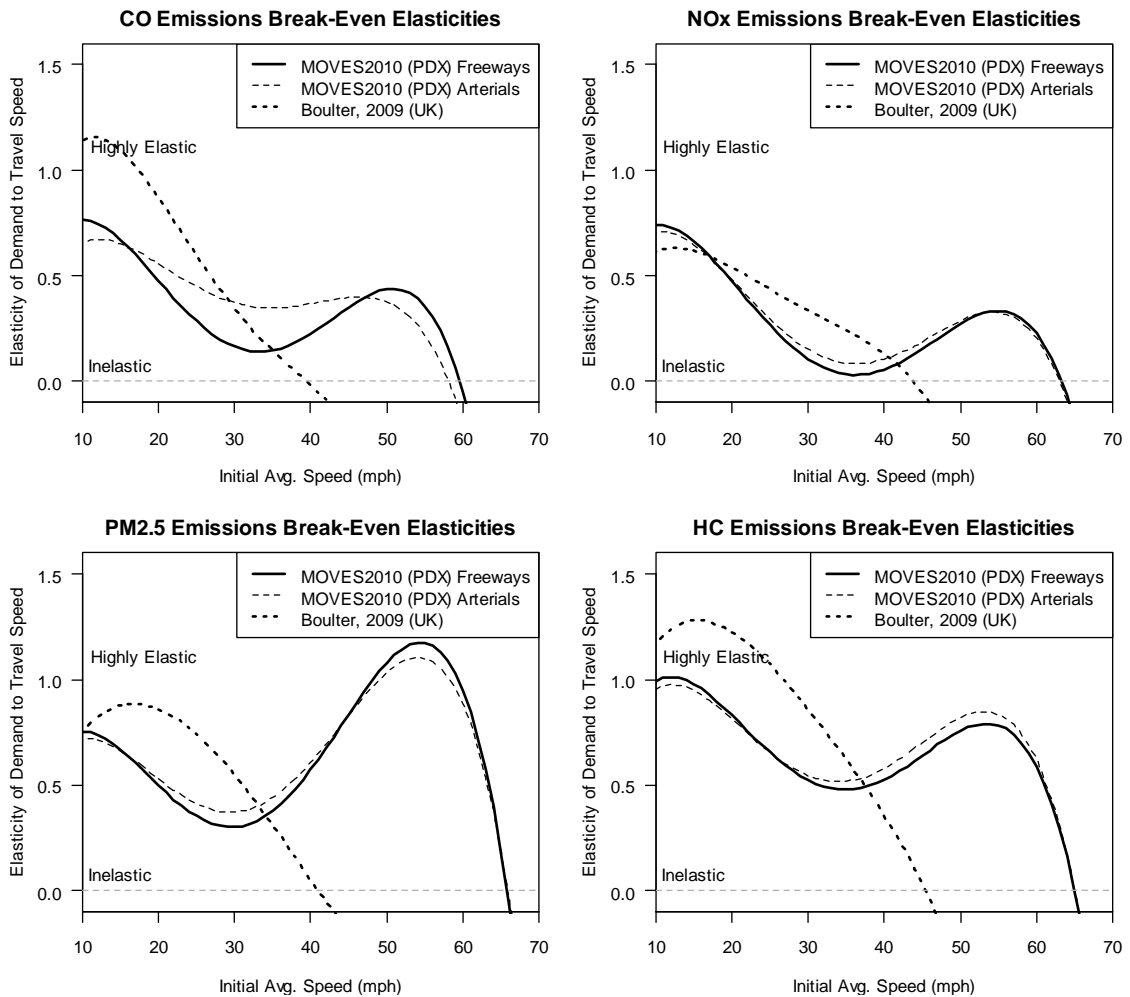 CO Emissions Break-Even Elasticities
Elasticity of Demand to Travel Speed
1.5
1.0
0.5
0.0
MOVES2010 (PDX) Freeways
MOVES2010 (PDX) Arterials
Boulter, 2009 (UK)
Highly Elastic
Inelastic
10 20 30 40 50 60 70
Initial Avg. Speed (mph)
NOx Emissions Break-Even Elasticities
Elasticity of Demand to Travel Speed
1.5
1.0
0.5
0.0
MOVES2010 (PDX) Freeways
MOVES2010 (PDX) Arterials
Boulter, 2009 (UK)
Highly Elastic
Inelastic
10 20 30 40 50 60 70
Initial Avg. Speed (mph)
PM2.5 Emissions Break-Even Elasticities
Elasticity of Demand to Travel Speed
1.5
1.0
0.5
0.0
MOVES2010 (PDX) Freeways
MOVES2010 (PDX) Arterials
Boulter, 2009 (UK)
Highly Elastic
Inelastic
10 20 30 40 50 60 70
Initial Avg. Speed (mph)
HC Emissions Break-Even Elasticities
Elasticity of Demand to Travel Speed
1.5
1.0
0.5
0.0
MOVES2010 (PDX) Freeways
MOVES2010 (PDX) Arterials
Boulter, 2009 (UK)
Highly Elastic
Inelastic
10 20 30 40 50 60 70
Initial Avg. Speed (mph)